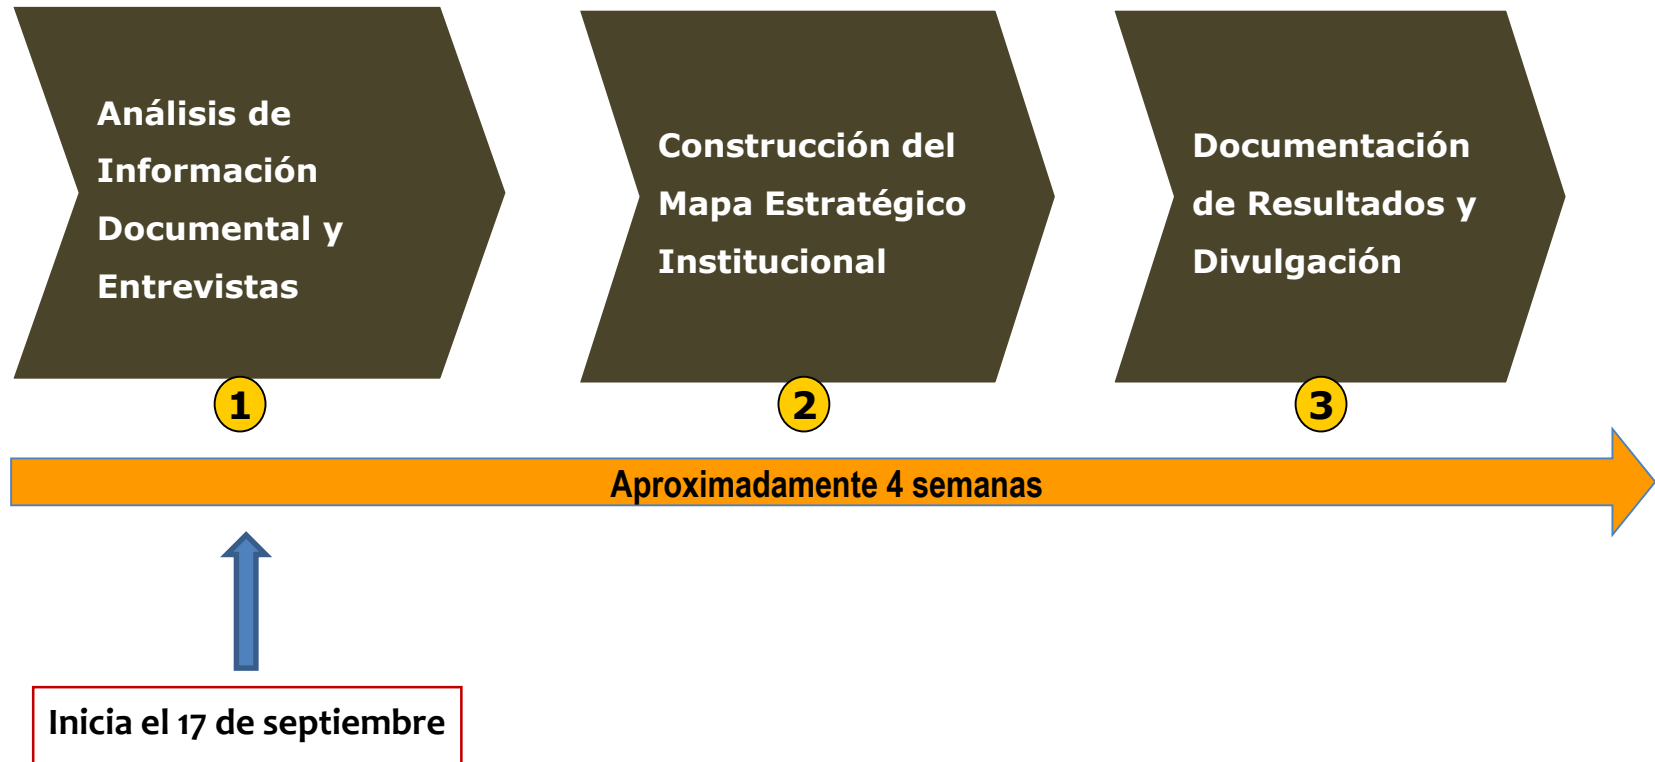 Análisis de
Información
Documental y
Entrevistas
1
Construcción del
Mapa Estratégico
Institucional
2
Documentación
de Resultados y
Divulgación
3
Aproximadamente 4 semanas
Inicia el 17 de septiembre